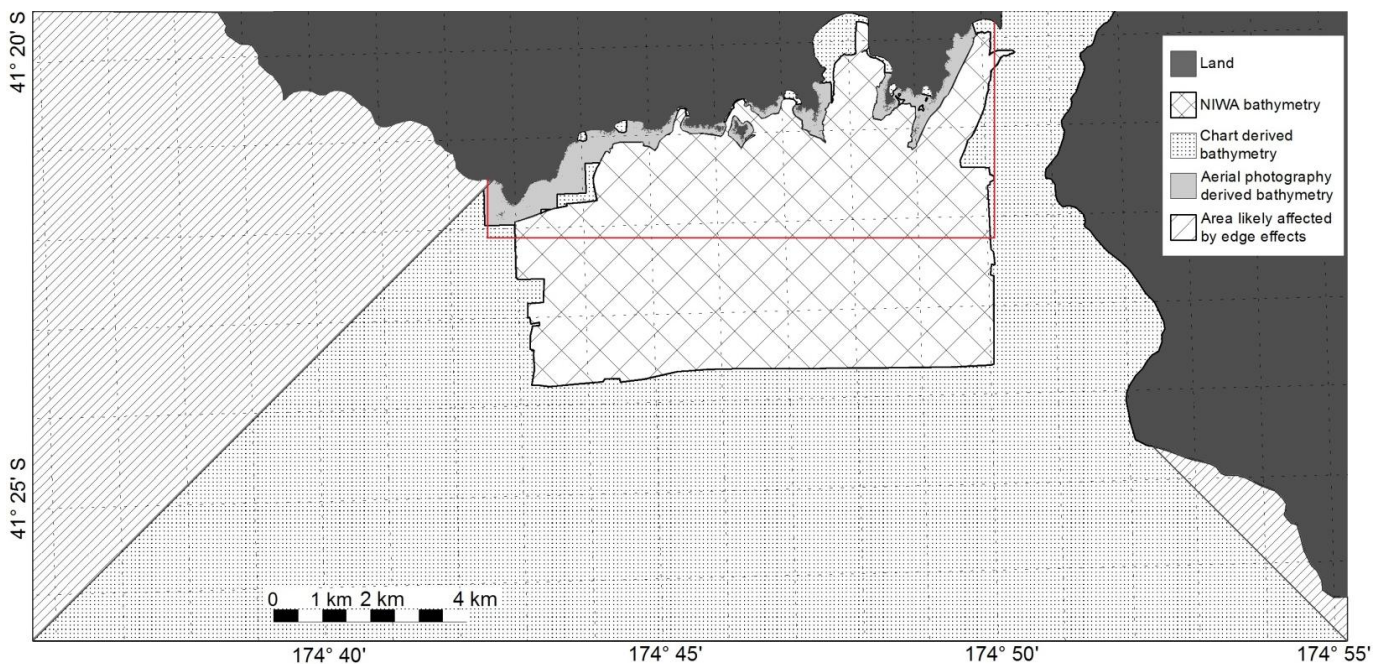 41° 20' S
Land
NIWA bathymetry
Chart derived
bathymetry
Aerial photography
derived bathymetry
Area likely affected
by edge effects
41° 25' S
0 1 km 2 km 4 km
174° 40' 174° 45' 174° 50' 174° 55'